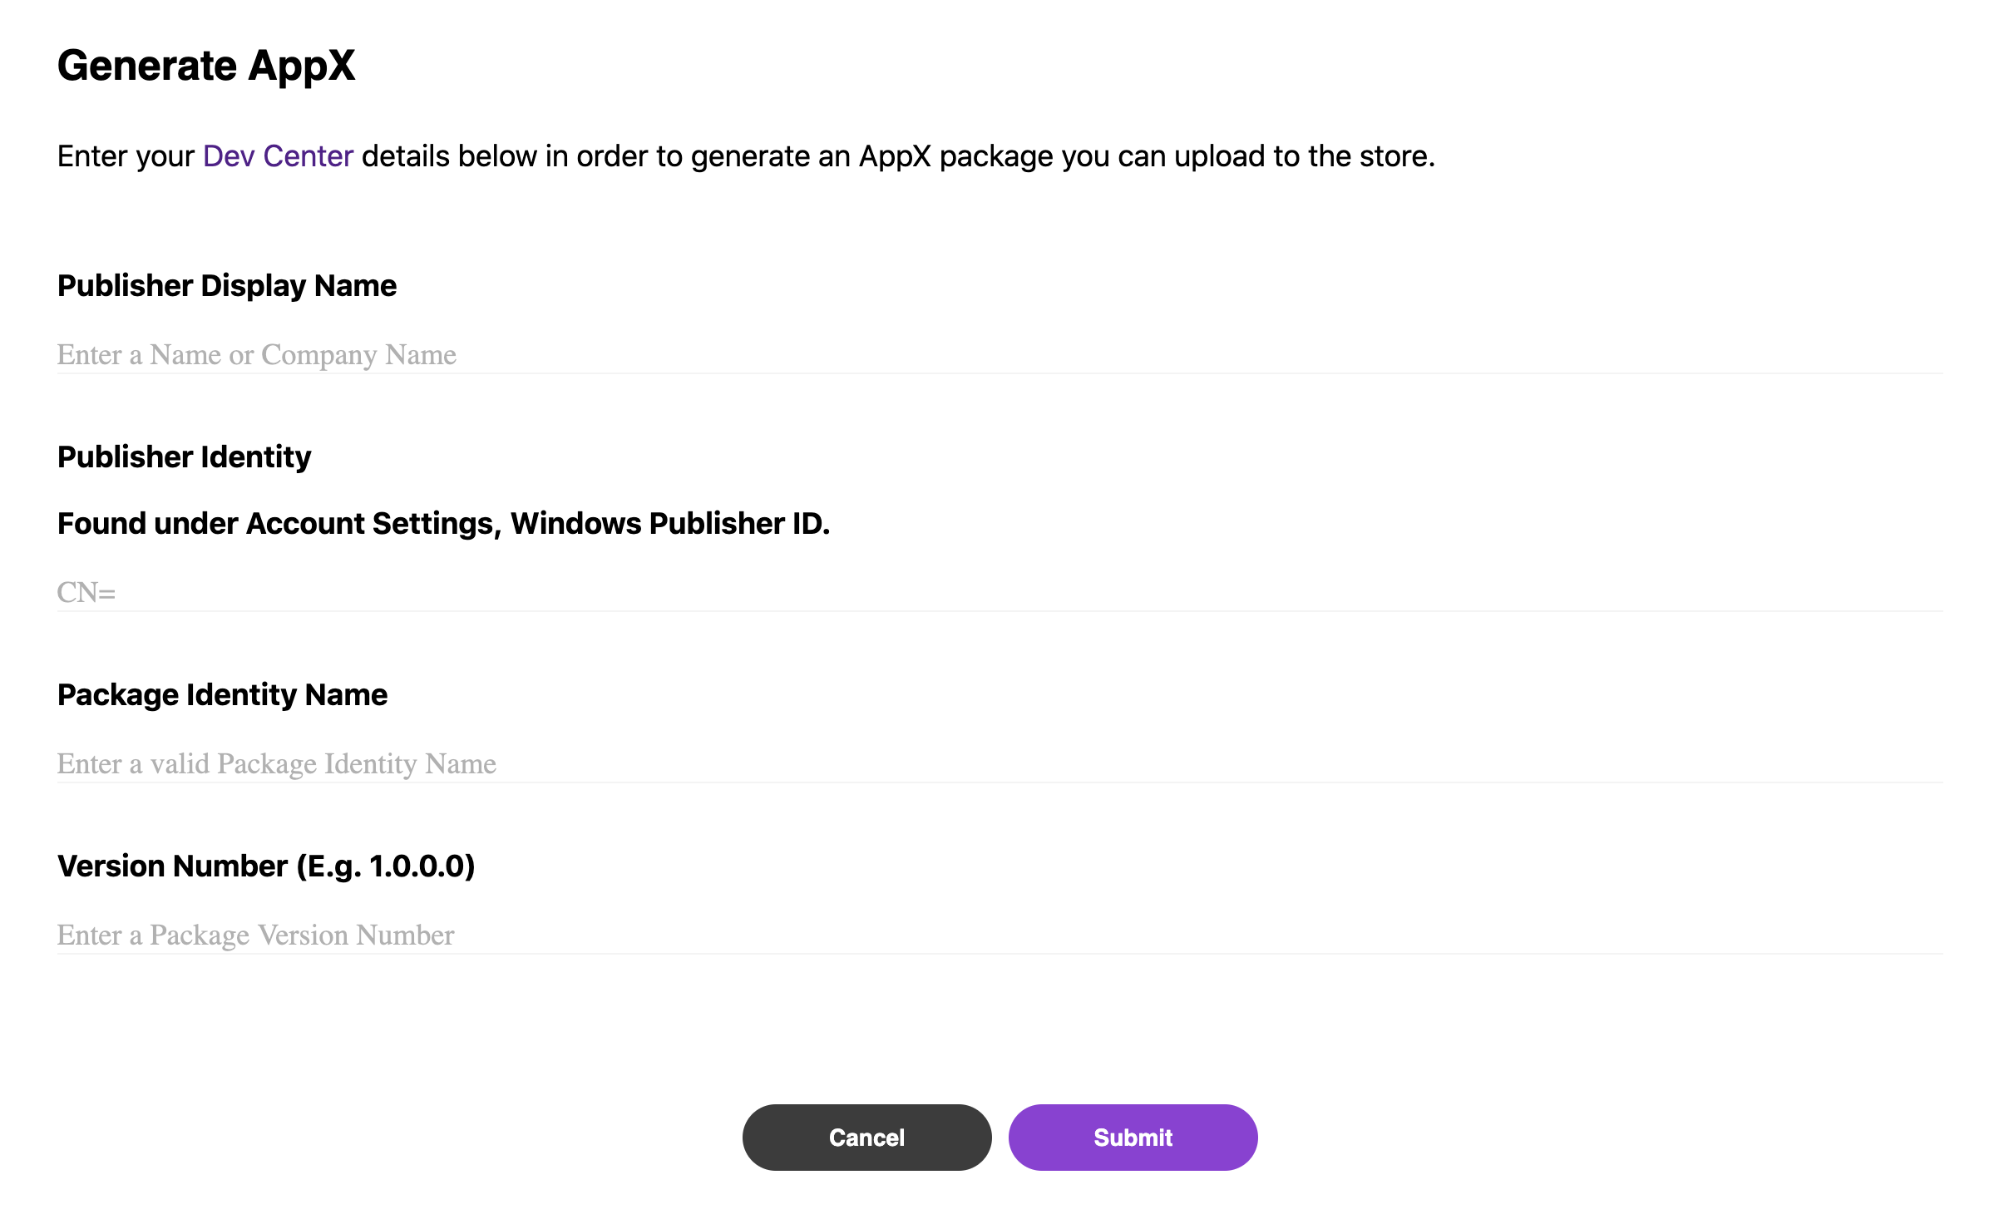 Generate AppX
Enter your Dev Center details below in order to generate an AppX package you can upload to the store.
Publisher Display Name
Enter a Name or Company Name
Publisher Identity
Found under Account Settings, Windows Publisher ID.
CN=
Package Identity Name
Enter a valid Package Identity Name
Version Number (E.g. 1.0.0.0)
Enter a Package Version Number
Cancel
Submit